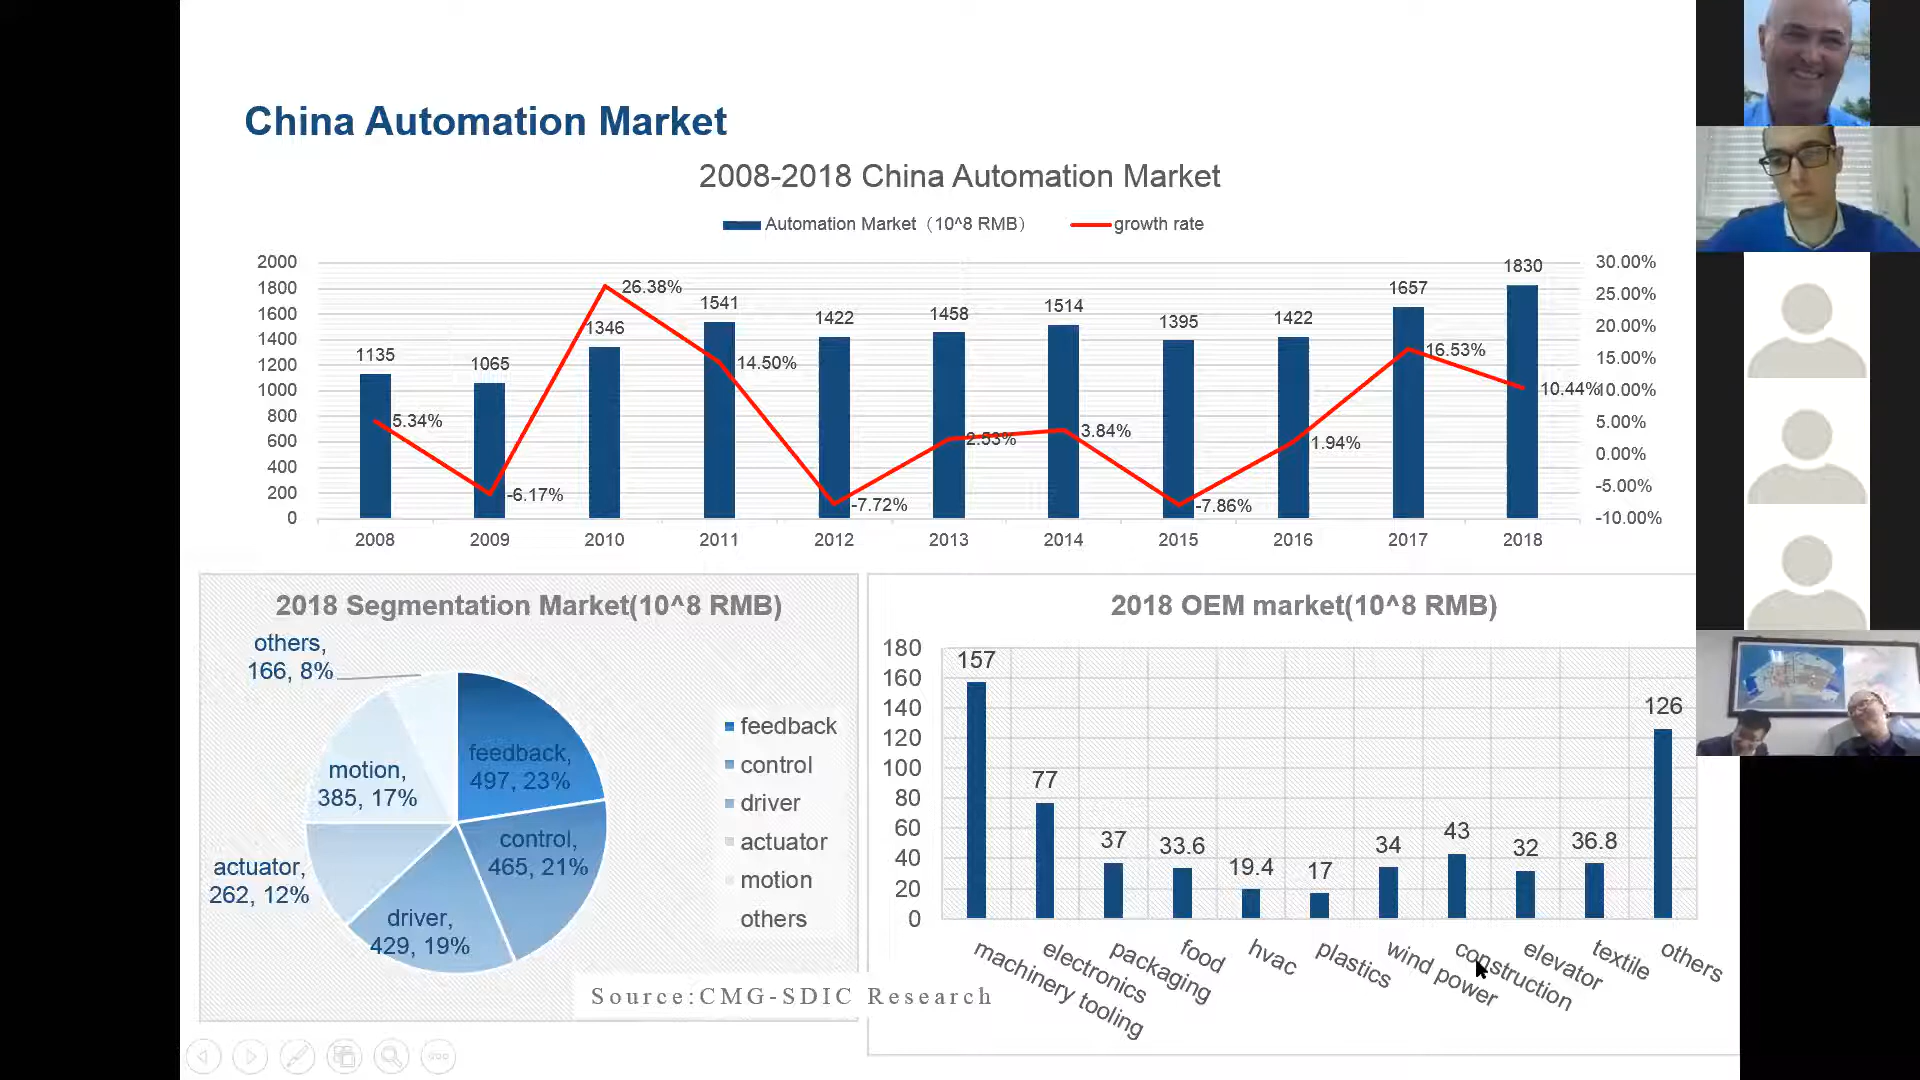 China Automation Market
2008-2018 China Automation Market
Automation Market（10^8 RMB）
growth rate
2000
1800
1600
1400
1200
1000
800
600
400
200
0
30.00%
25.00%
20.00%
15.00%
10.00%
5.00%
0.00%
-5.00%
-10.00%
1135
1065
1346
1541
1422
1458
1514
1395
1422
1657
1830
5.34%
-6.17%
26.38%
14.50%
-7.72%
2.53%
3.84%
-7.86%
1.94%
16.53%
10.44%
2008
2009
2010
2011
2012
2013
2014
2015
2016
2017
2018
2018 Segmentation Market(10^8 RMB)
others,
166, 8%
feedback,
497, 23%
motion,
385, 17%
control,
465, 21%
actuator,
262, 12%
driver,
429, 19%
feedback
control
driver
actuator
motion
others
Source:CMG-SDIC Research
2018 OEM market(10^8 RMB)
180
160
140
120
100
80
60
40
20
0
157
77
37
33.6
19.4
17
34
43
32
36.8
126
machinery tooling
electronics
packaging
food
hvac
plastics
wind power
construction
elevator
textile
others